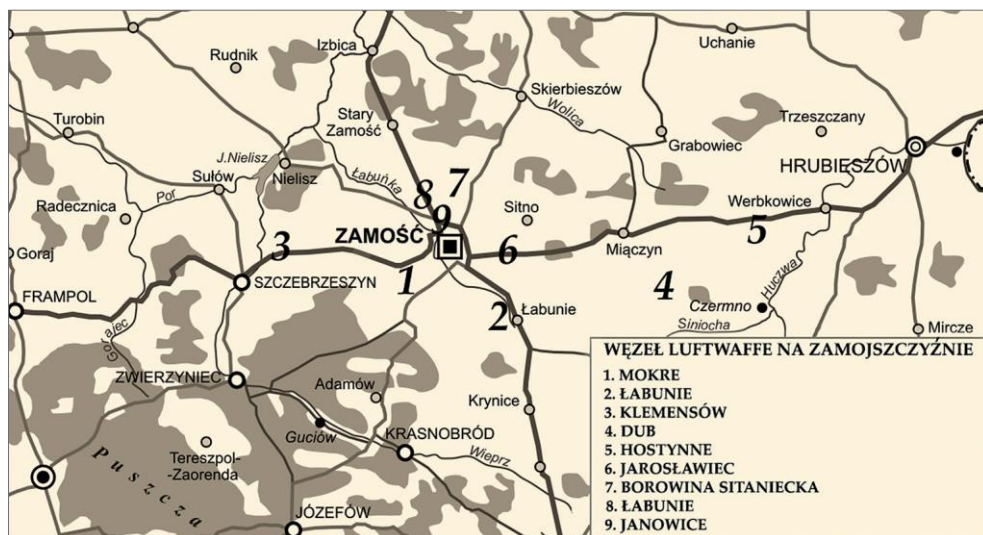 Izbica
Uchanie
Rudnik
Skierbieszów
Wolica
Stary
Zamość
Trzeszczany
Turobin
Grabowiec
HRUBIESZÓW
J.Nielisz
Nielisz
Sułów
Łabuńka
Por
8
7
9
Radecznica
Sitno
Werbkowice
5
ZAMOŚĆ
Goraj
3
6
Miączyn
1
4
SZCZEBRZESZYN
Huczwa
FRAMPOL
2
Łabunie
Czermno
Siniocha
Mircze
Gorajec
ZWIERZYNIEC
Adamów
Krynice
Guciów
KRASNOBRÓD
Wieprz
Tereszpol-
-Zaorenda
Puszcza
JÓZEFÓW
WĘZEŁ LUFTWAFFE NA ZAMOJSZCZYŹNIE
1. MOKRE
2. ŁABUNIE
3. KLEMENSÓW
4. DUB
5. HOSTYNNE
6. JAROSŁAWIEC
7. BOROWINA SITANIECKA
8. ŁABUNIE
9. JANOWICE